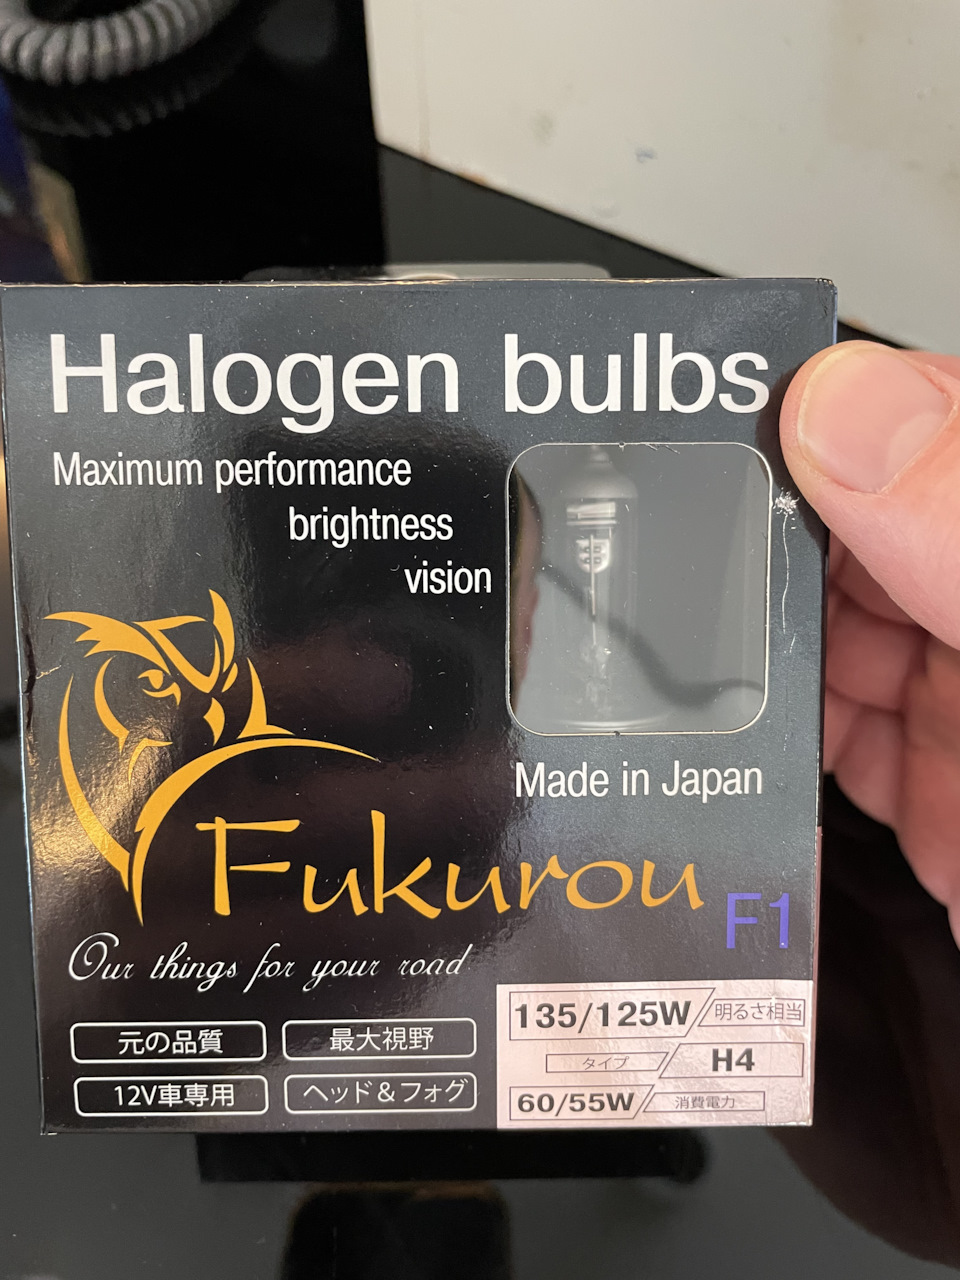 Halogen bulbs
Maximum performance
brightness
vision
Made in Japan
Fukurou
F1
Our things for your road
元の品質
最大視野
12V車専用
ヘッド＆フォグ
135/125W 明るさ相当
タイプ H4
60/55W 消費電力